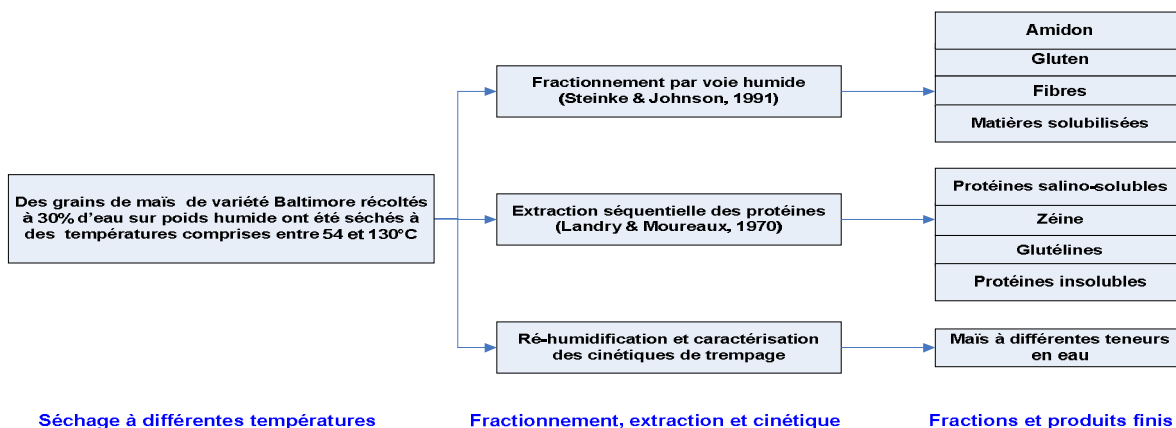 Des grains de maïs de variété Baltimore récoltés
à 30% d'eau sur poids humide ont été séchés à
des températures comprises entre 54 et 130°C
Fractionnement par voie humide
(Steinke & Johnson, 1991)
Amidon
Gluten
Fibres
Matières solubilisées
Extraction séquentielle des protéines
(Landry & Moureaux, 1970)
Protéines salino-solubles
Zéine
Glutélines
Protéines insolubles
Ré-humidification et caractérisation
des cinétiques de trempage
Maïs à différentes teneurs
en eau
Séchage à différentes températures
Fractionnement, extraction et cinétique
Fractions et produits finis